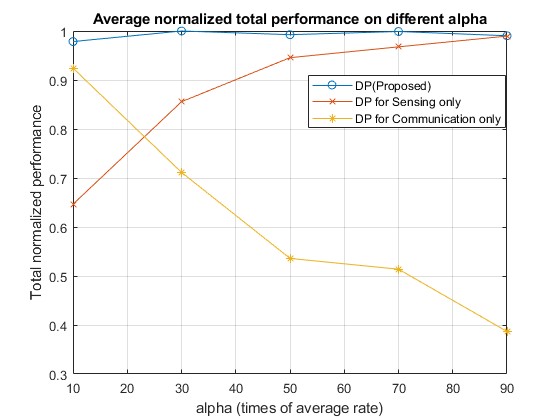 Average normalized total performance on different alpha
Total normalized performance
1
0.9
0.8
0.7
0.6
0.5
0.4
0.3
DP(Proposed)
DP for Sensing only
DP for Communication only
10 20 30 40 50 60 70 80 90
alpha (times of average rate)